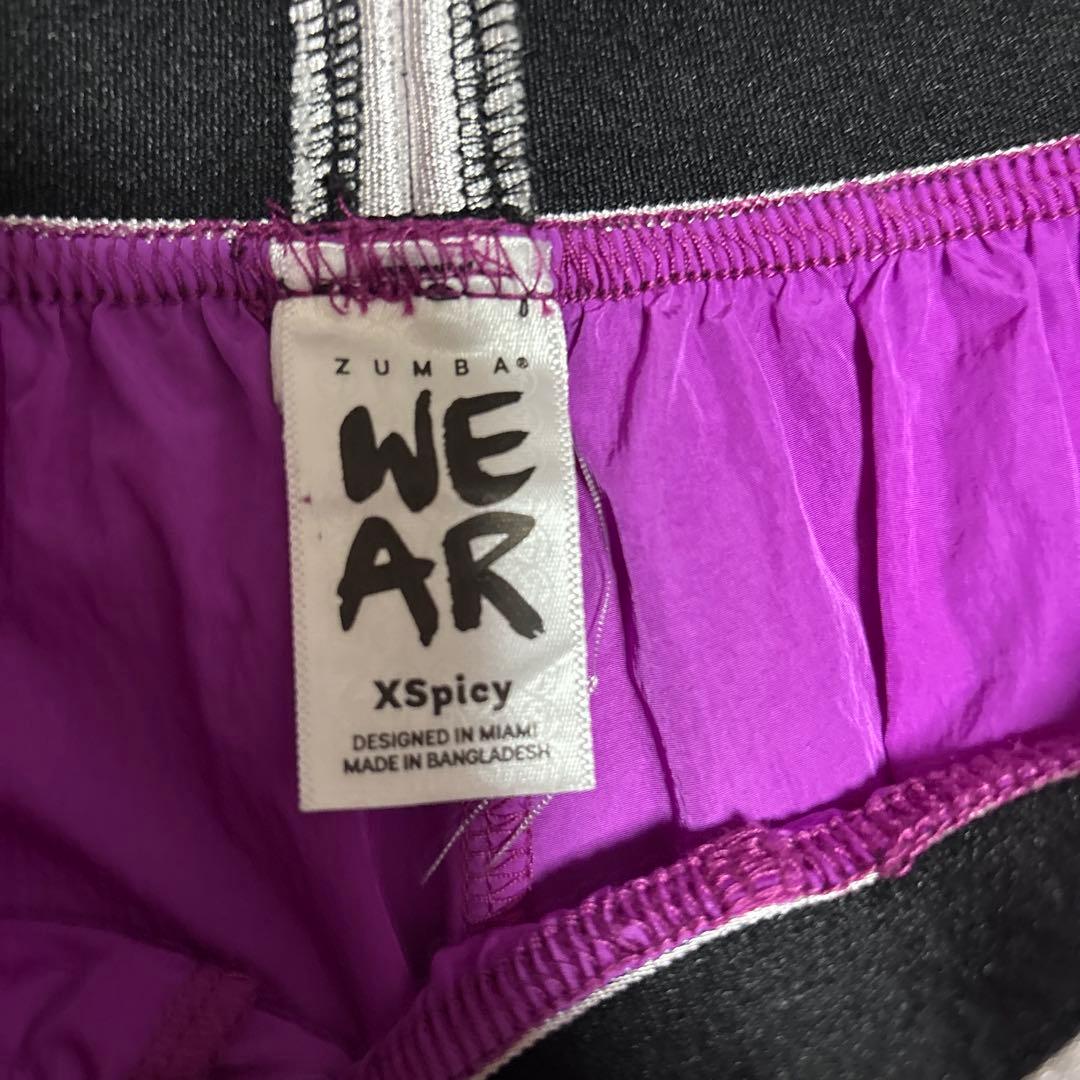 ZUMBA®
WE
AR
XSpicy
DESIGNED IN MIAMI
MADE IN BANGLADESH